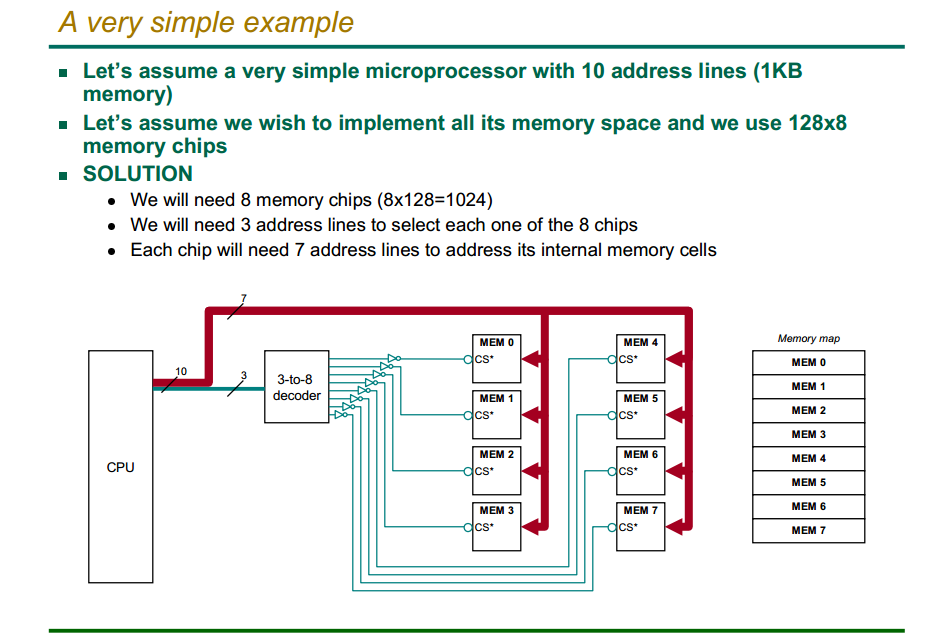 A very simple example
Let's assume a very simple microprocessor with 10 address lines (1KB
memory)
Let's assume we wish to implement all its memory space and we use 128x8
memory chips
SOLUTION
We will need 8 memory chips (8x128=1024)
We will need 3 address lines to select each one of the 8 chips
Each chip will need 7 address lines to address its internal memory cells
7
10
3
CPU
3-to-8
decoder
MEM 0
CS*
MEM 1
CS*
MEM 2
CS*
MEM 3
CS*
MEM 4
CS*
MEM 5
CS*
MEM 6
CS*
MEM 7
CS*
Memory map
MEM 0
MEM 1
MEM 2
MEM 3
MEM 4
MEM 5
MEM 6
MEM 7